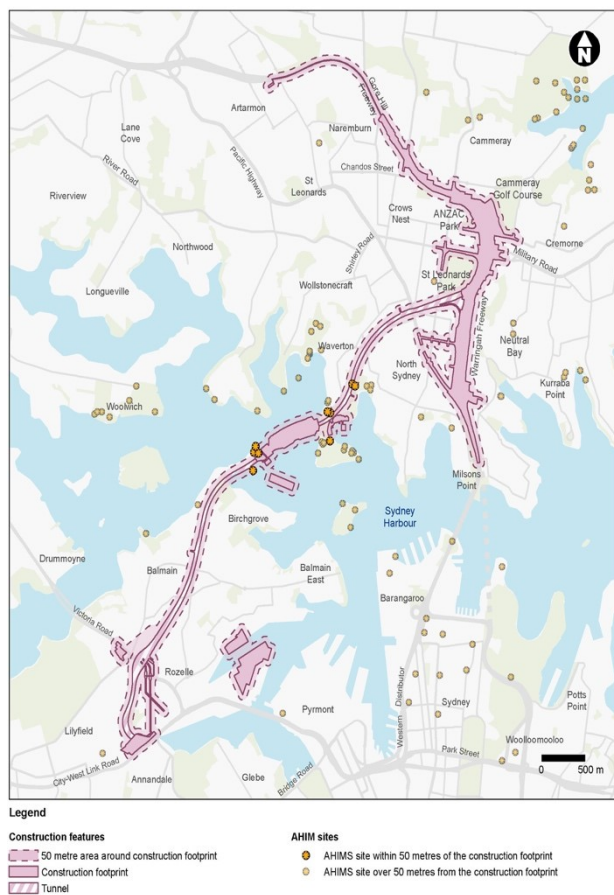 N
Artarmon
Gore Hill
Freeway
Naremburn
Cammeray
Lane
Cove
River Road
Pacific Highway
St
Leonards
Chandos Street
Cammeray
Golf Course
Riverview
Crows
Nest
ANZAC
Park
Shirley Road
Military Road
Cremorne
Northwood
St Leonards
Park
Wollstonecraft
Longueville
Warringah Freeway
Neutral
Bay
Waverton
North
Sydney
Kurraba
Point
Woolwich
Milsons
Point
Birchgrove
Sydney
Harbour
Drummoyne
Balmain
Balmain
East
Barangaroo
Victoria Road
Rozelle
Western Distributor
Pyrmont
Sydney
Potts
Point
Lilyfield
Woolloomooloo
City-West Link Road
Park Street
Annandale
Glebe
Bridge Road
500 m
Legend
Construction features
50 metre area around construction footprint
Construction footprint
Tunnel
AHIM sites
AHIMS site within 50 metres of the construction footprint
AHIMS site over 50 metres from the construction footprint